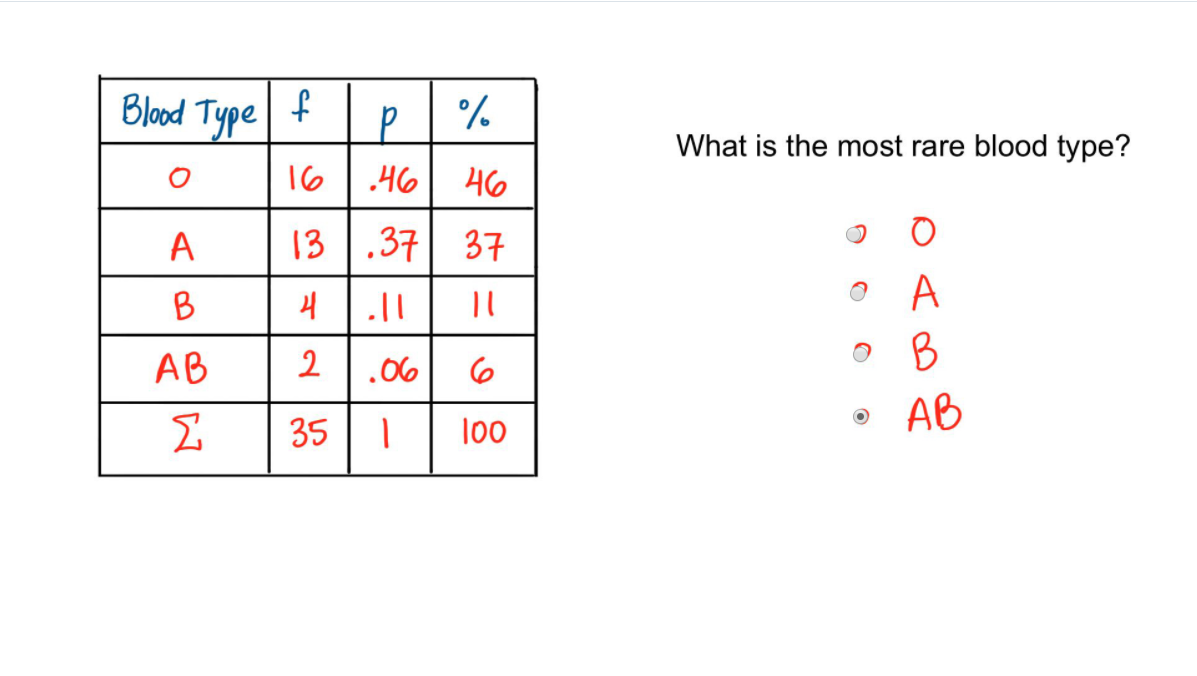 Blood Type f p %
O 16 .46 46
A 13 .37 37
B 4 .11 11
AB 2 .06 6
Σ 35 1 100
What is the most rare blood type?
O
A
B
AB